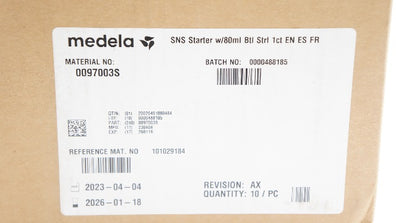 medela SNS Starter w/80ml Btl Strl 1ct EN ES FR
MATERIAL NO: BATCH NO: 0000488185
0097003S
REFERENCE MAT. NO 101029184
2023-04-04 REVISION: AX
2026-01-18 QUANTITY: 10 / PC